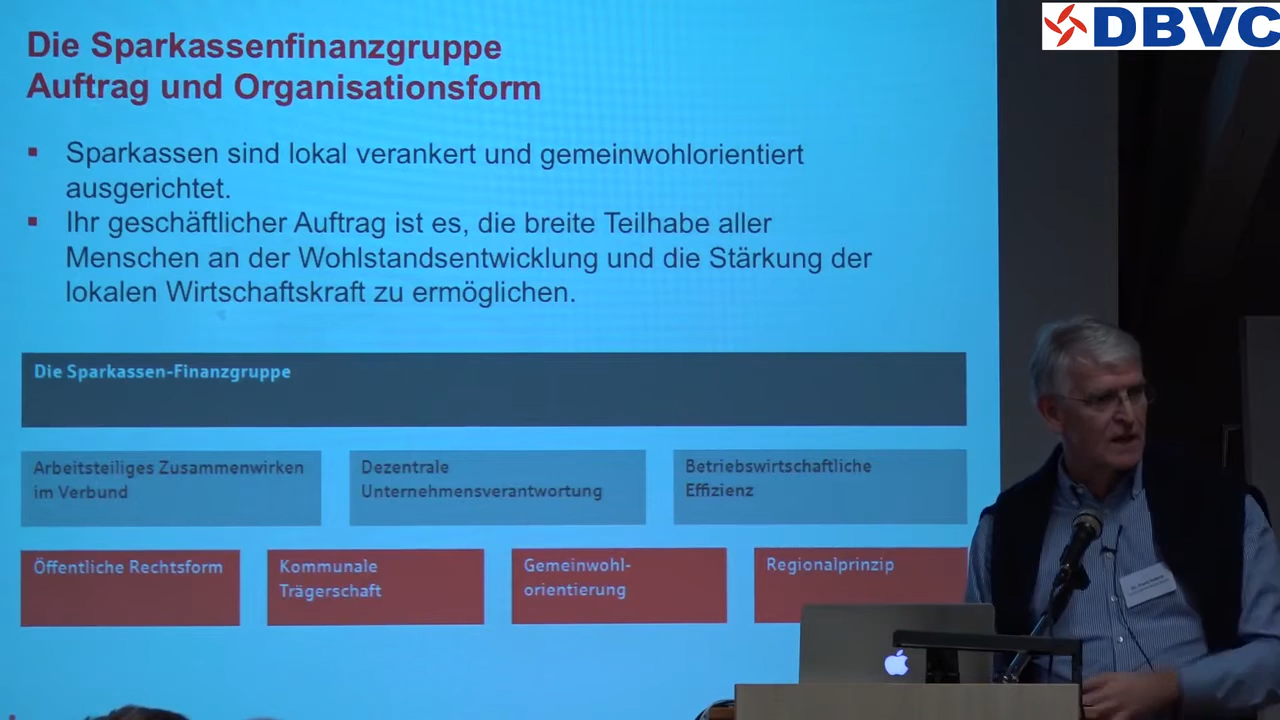 DBVC
Die Sparkassenfinanzgruppe
Auftrag und Organisationsform
▪ Sparkassen sind lokal verankert und gemeinwohlorientiert
ausgerichtet.
▪ Ihr geschäftlicher Auftrag ist es, die breite Teilhabe aller
Menschen an der Wohlstandsentwicklung und die Stärkung der
lokalen Wirtschaftskraft zu ermöglichen.
Die Sparkassen-Finanzgruppe
Arbeitsteiliges Zusammenwirken
im Verbund
Dezentrale
Unternehmensverantwortung
Betriebswirtschaftliche
Effizienz
Öffentliche Rechtsform
Kommunale
Trägerschaft
Gemeinwohl-
orientierung
Regionalprinzip